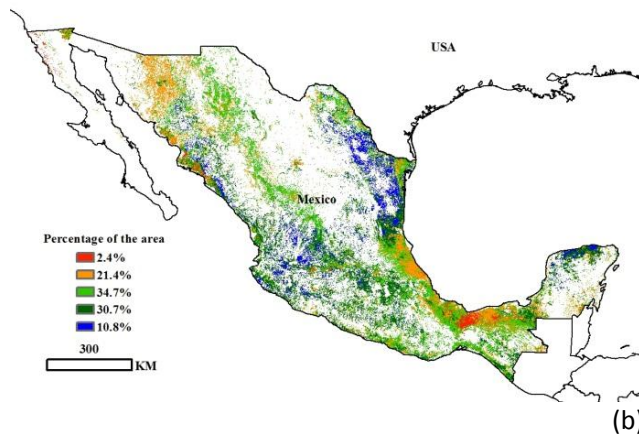 USA
Mexico
Percentage of the area
2.4%
21.4%
34.7%
30.7%
10.8%
300
KM
(b)